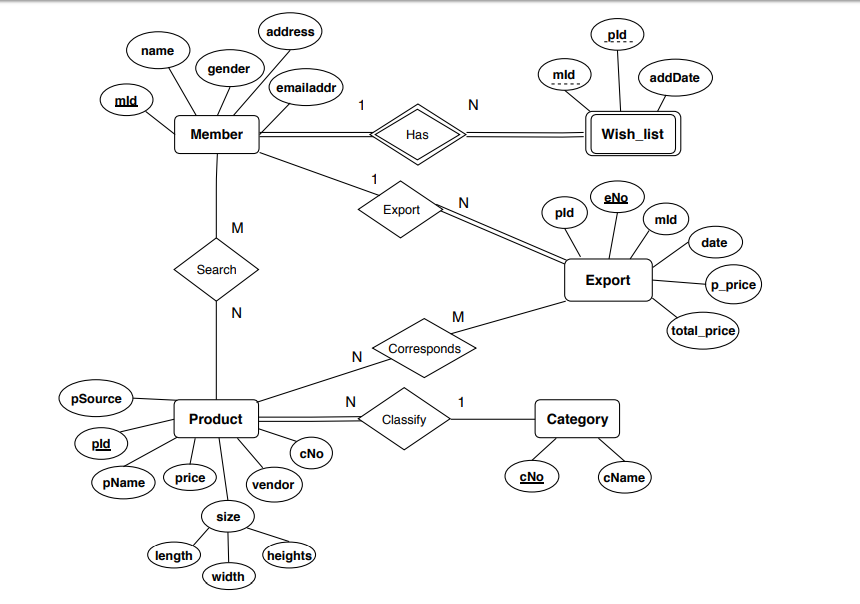 address
pId
name
gender
mId
addDate
emailaddr
mId
1
N
Member
Has
Wish_list
1
Export
N
pId
eNo
mId
date
p_price
total_price
Export
M
Search
N
M
Corresponds
N
pSource
Product
N
Classify
1
Category
pId
pName
price
vendor
cNo
cNo
cName
size
length
width
heights